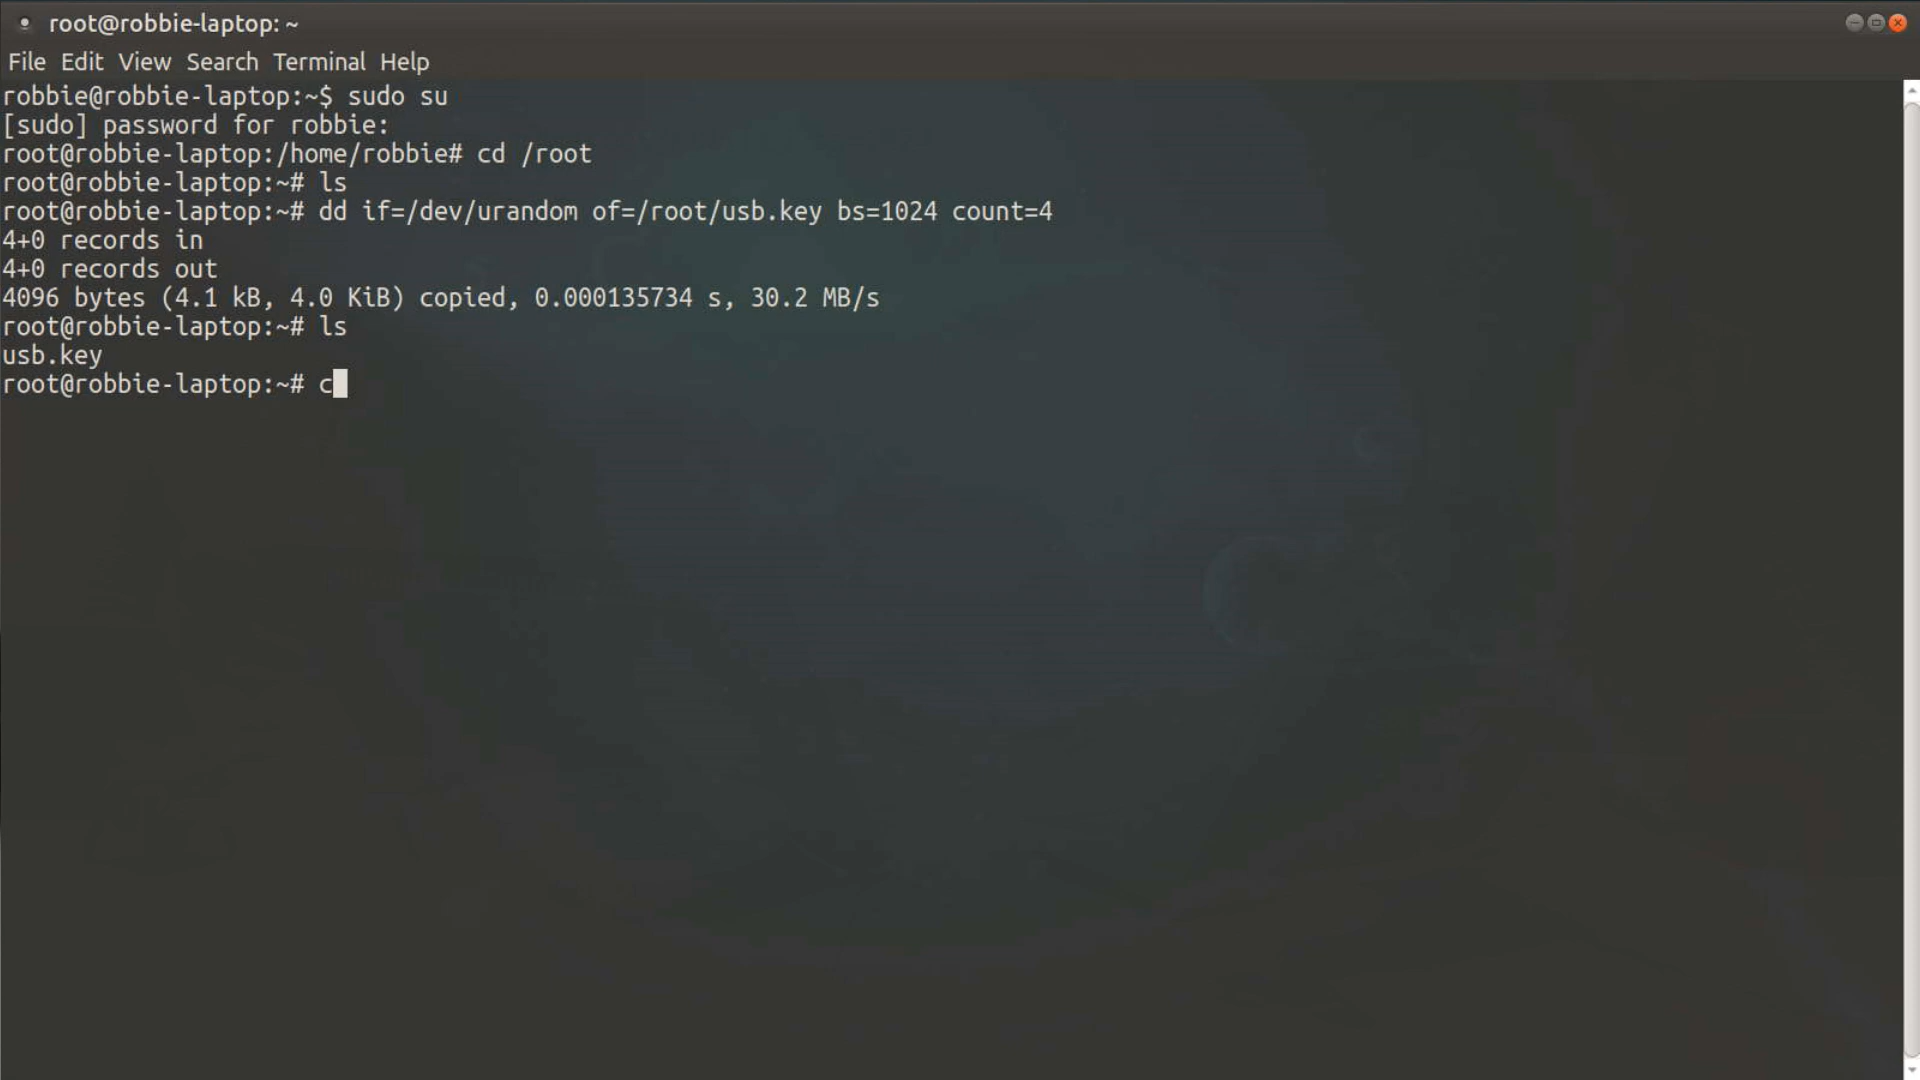 root@robbie-laptop: ~
File Edit View Search Terminal Help
robbie@robbie-laptop:~$ sudo su
[sudo] password for robbie:
root@robbie-laptop:/home/robbie# cd /root
root@robbie-laptop:~# ls
root@robbie-laptop:~# dd if=/dev/urandom of=/root/usb.key bs=1024 count=4
4+0 records in
4+0 records out
4096 bytes (4.1 kB, 4.0 KiB) copied, 0.000135734 s, 30.2 MB/s
root@robbie-laptop:~# ls
usb.key
root@robbie-laptop:~# c